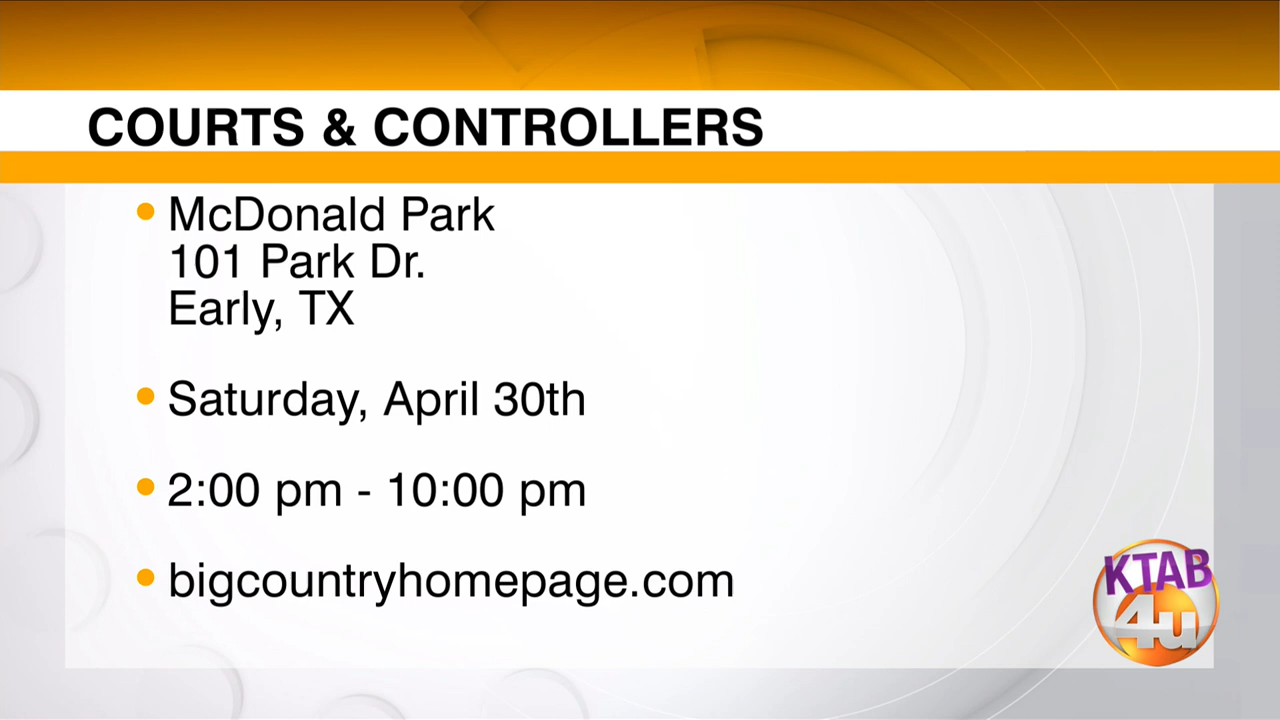 COURTS & CONTROLLERS
• McDonald Park
101 Park Dr.
Early, TX
• Saturday, April 30th
• 2:00 pm - 10:00 pm
• bigcountryhomepage.com
KTAB
4u